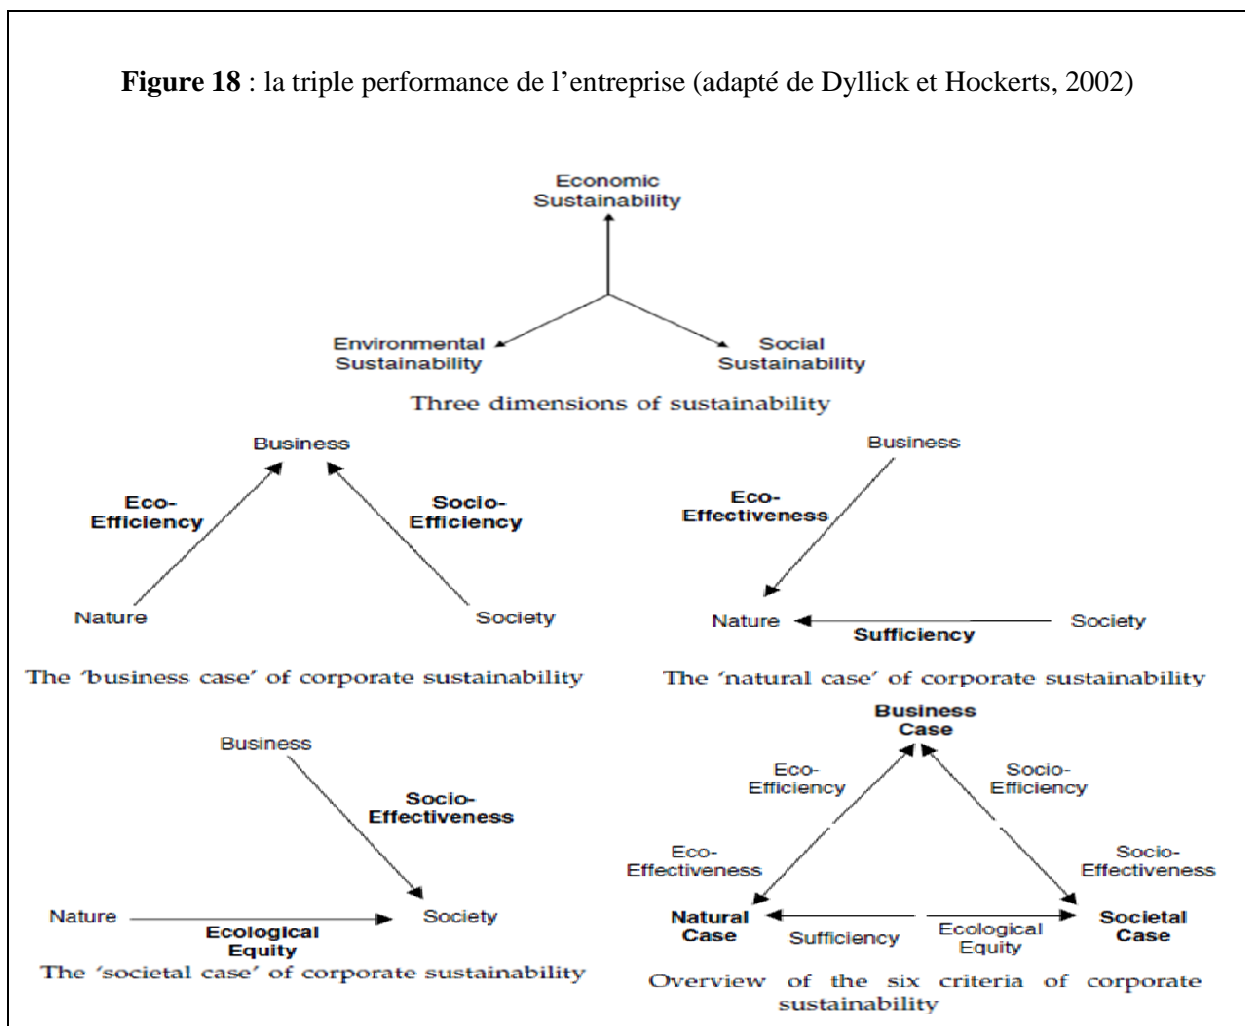 Figure 18 : la triple performance de l’entreprise (adapté de Dyllick et Hockerts, 2002)
Economic
Sustainability
Environmental
Sustainability
Social
Sustainability
Three dimensions of sustainability
Business
Eco-
Efficiency
Socio-
Efficiency
Nature
Society
The ‘business case’ of corporate sustainability
Business
Eco-
Effectiveness
Nature
Sufficiency
Society
The ‘natural case’ of corporate sustainability
Business
Socio-
Effectiveness
Nature
Ecological
Equity
Society
The ‘societal case’ of corporate sustainability
Business
Case
Eco-
Efficiency
Socio-
Efficiency
Eco-
Effectiveness
Socio-
Effectiveness
Natural
Case
Sufficiency
Ecological
Equity
Societal
Case
Overview of the six criteria of corporate
sustainability